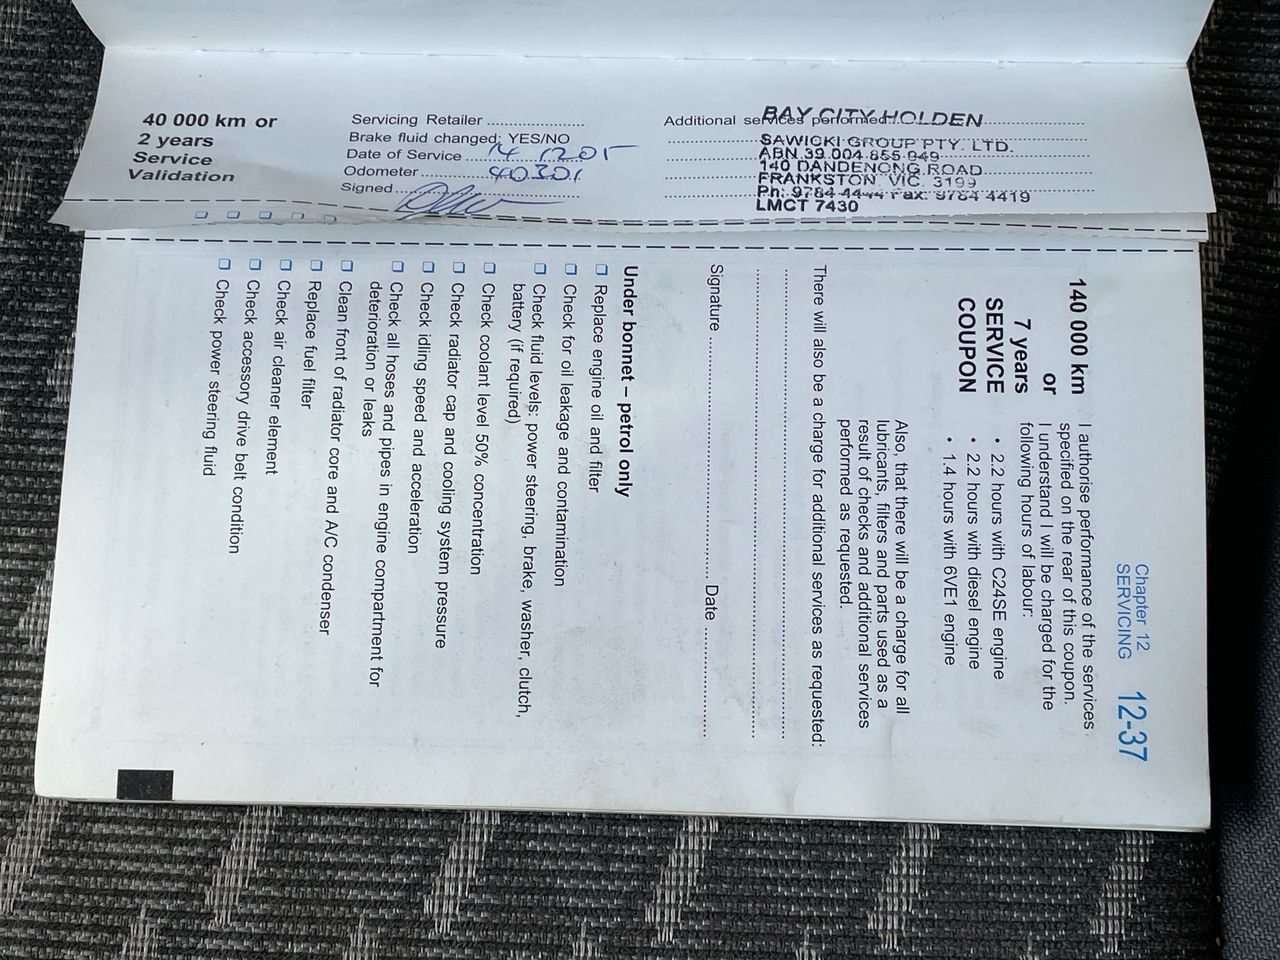 40 000 km or
2 years
Service
Validation
Servicing Retailer
Brake fluid changed: YES/NO
Date of Service 14.12.05
Odometer 40301
Signed
Additional services performed
BAY CITY HOLDEN
SAWICKI GROUP PTY. LTD.
ABN 39 004 855 949
140 DANDENONG ROAD
FRANKSTON VIC. 3199
Ph: 9784 4444 Fax: 9784 4419
LMCT 7430
Chapter 12
SERVICING 12-37
140 000 km
or
7 years
SERVICE
COUPON
I authorise performance of the services
specified on the rear of this coupon.
I understand I will be charged for the
following hours of labour:
• 2.2 hours with C24SE engine
• 2.2 hours with diesel engine
• 1.4 hours with 6VE1 engine
Also, that there will be a charge for all
lubricants, filters and parts used as a
result of checks and additional services
performed as requested.
There will also be a charge for additional services as requested:
Signature Date
Under bonnet – petrol only
❑ Replace engine oil and filter
❑ Check for oil leakage and contamination
❑ Check fluid levels: power steering, brake, washer, clutch,
battery (if required)
❑ Check coolant level 50% concentration
❑ Check radiator cap and cooling system pressure
❑ Check idling speed and acceleration
❑ Check all hoses and pipes in engine compartment for
deterioration or leaks
❑ Clean front of radiator core and A/C condenser
❑ Replace fuel filter
❑ Check air cleaner element
❑ Check accessory drive belt condition
❑ Check power steering fluid